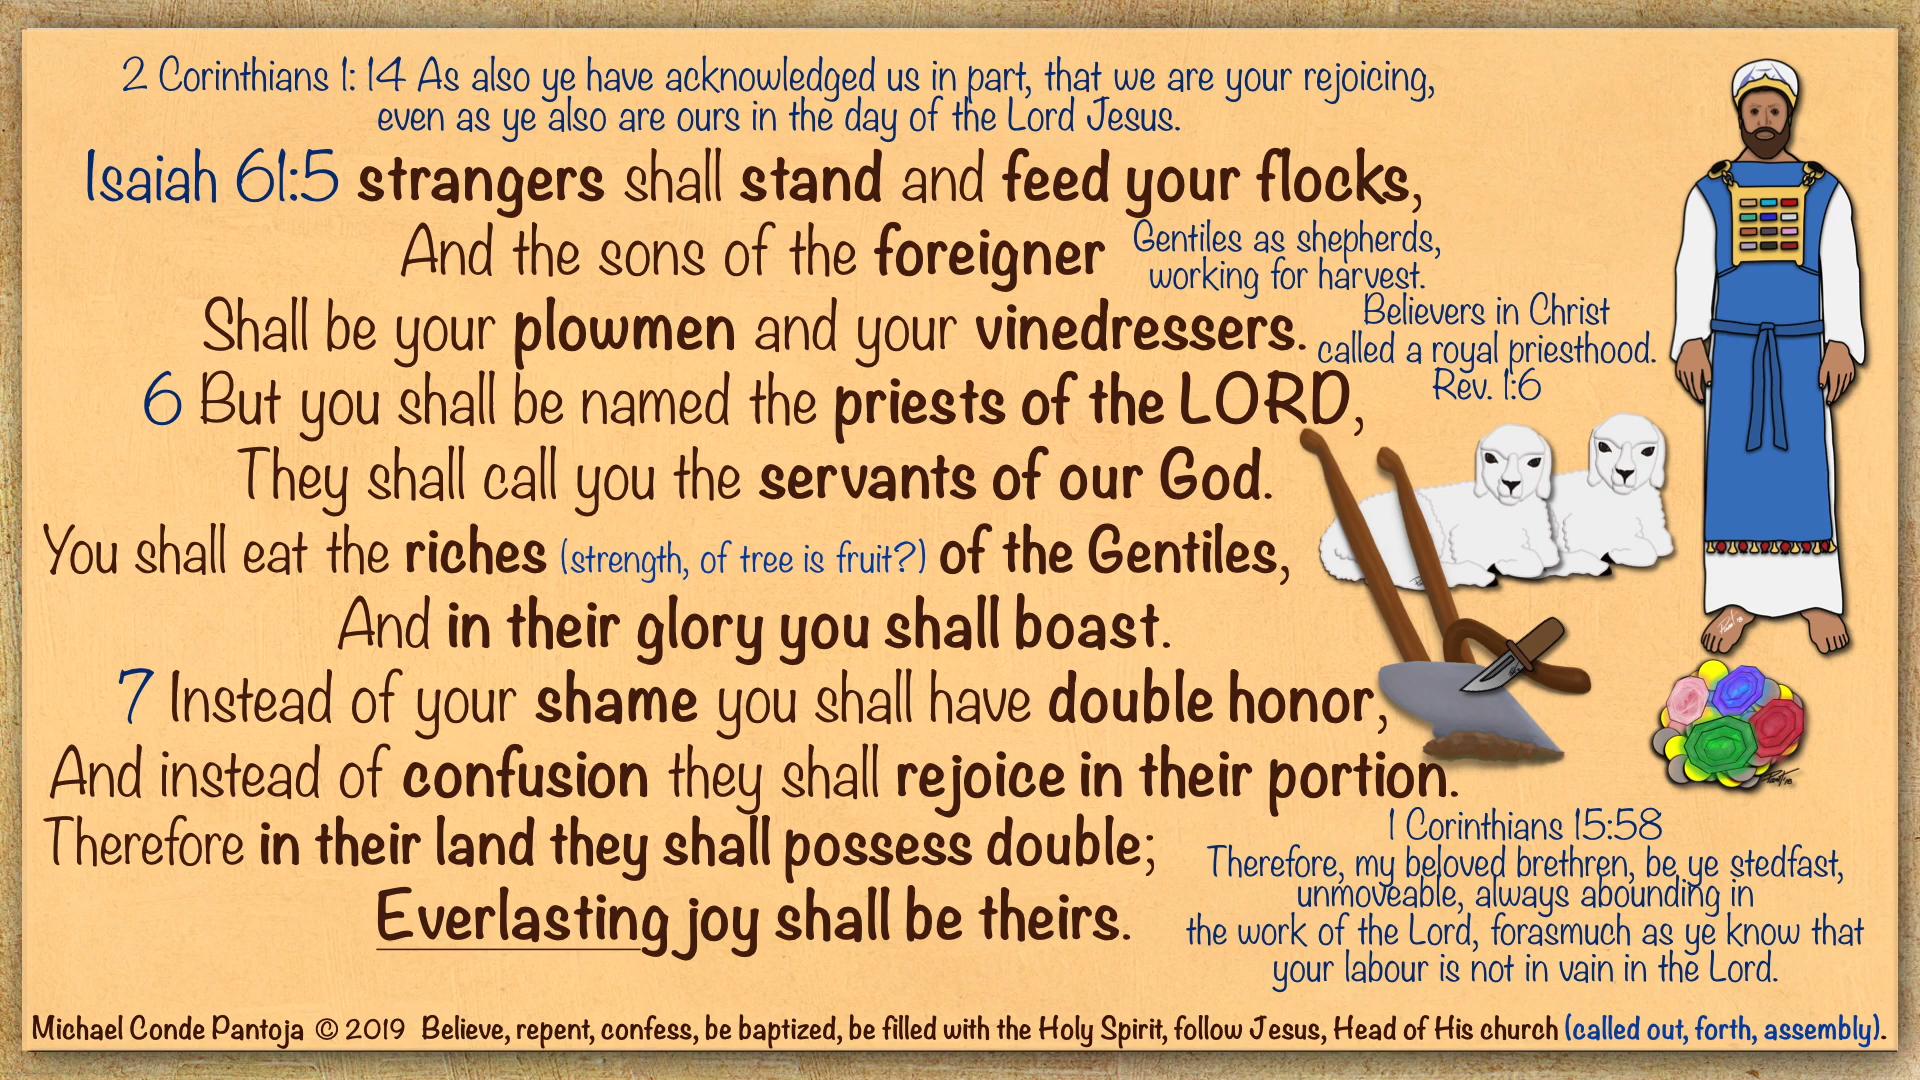 2 Corinthians 1: 14 As also ye have acknowledged us in part, that we are your rejoicing,
even as ye also are ours in the day of the Lord Jesus.
Isaiah 61:5 strangers shall stand and feed your flocks,
And the sons of the foreigner
Gentiles as shepherds,
working for harvest.
Shall be your plowmen and your vinedressers.
Believers in Christ
called a royal priesthood.
Rev. 1:6
6 But you shall be named the priests of the LORD,
They shall call you the servants of our God.
You shall eat the riches (strength, of tree is fruit?) of the Gentiles,
And in their glory you shall boast.
7 Instead of your shame you shall have double honor,
And instead of confusion they shall rejoice in their portion.
Therefore in their land they shall possess double;
Everlasting joy shall be theirs.
1 Corinthians 15:58
Therefore, my beloved brethren, be ye stedfast,
unmoveable, always abounding in
the work of the Lord, forasmuch as ye know that
your labour is not in vain in the Lord.
Michael Conde Pantoja © 2019 Believe, repent, confess, be baptized, be filled with the Holy Spirit, follow Jesus, Head of His church (called out, forth, assembly).